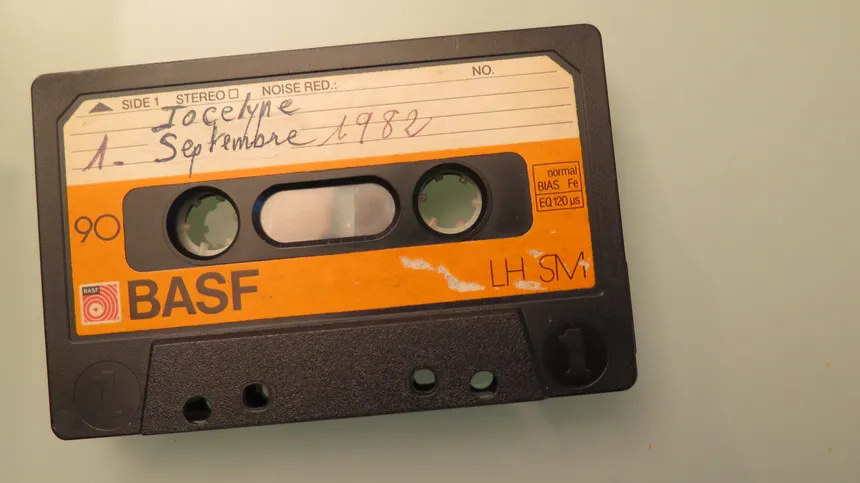 SIDE 1 STEREO NOISE RED.: NO.
Jocelyne
1. Septembre 1982
90
normal
BIAS Fe
EQ 120 µs
BASF
BASF
LH SM
1
1